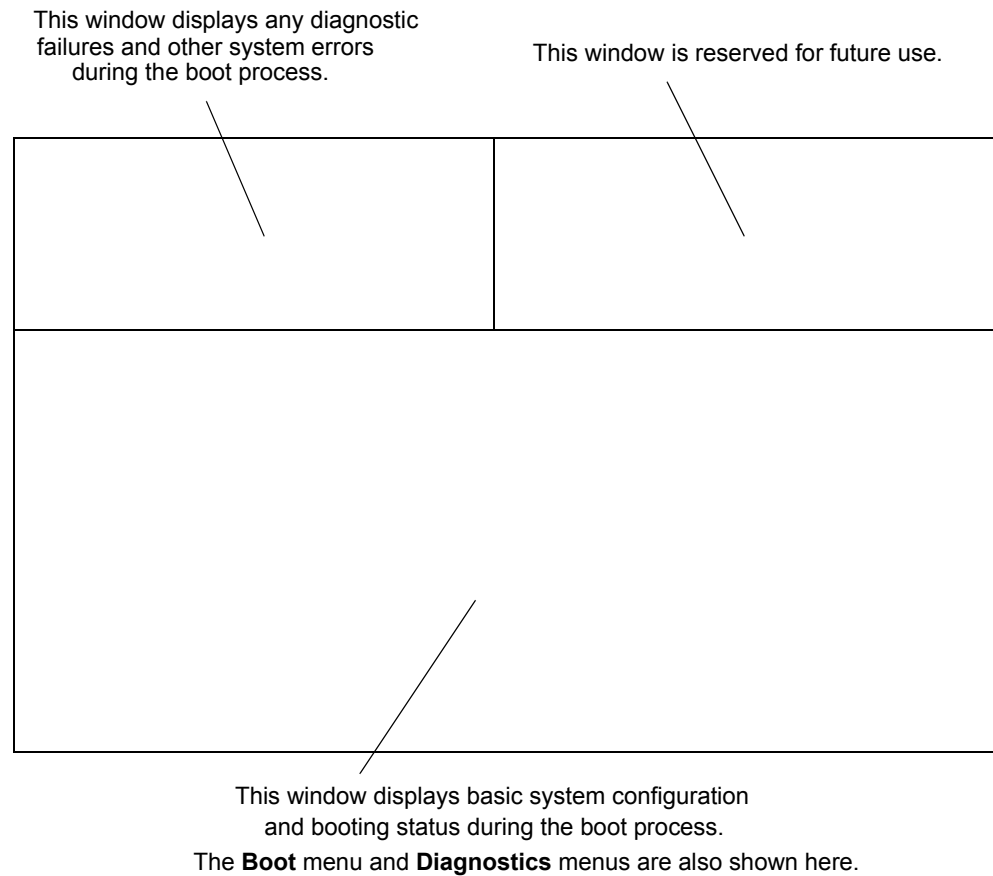 This window displays any diagnostic
failures and other system errors
during the boot process.
This window is reserved for future use.
This window displays basic system configuration
and booting status during the boot process.
The Boot menu and Diagnostics menus are also shown here.